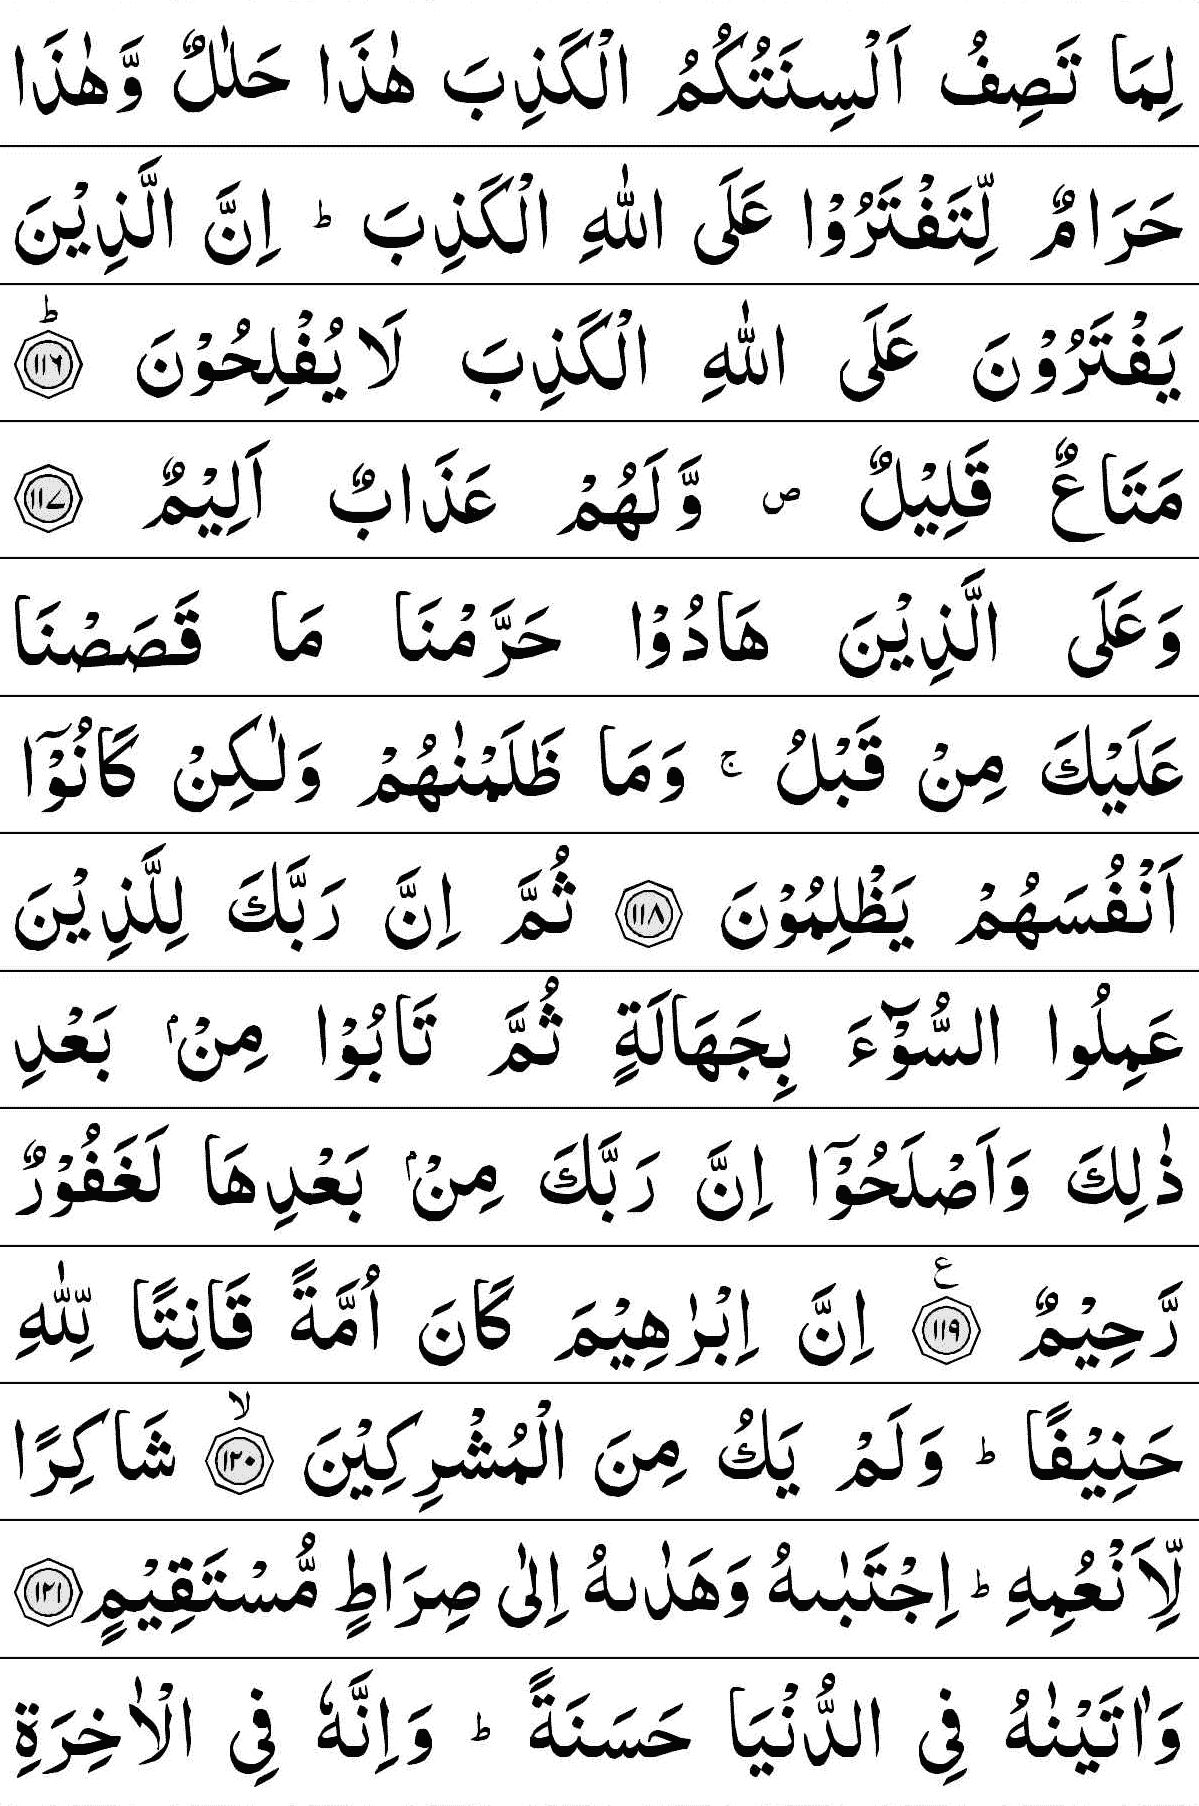 لِمَا تَصِفُ اَلْسِنَتُكُمُ الْكَذِبَ هٰذَا حَلٰلٌ وَّهٰذَا
حَرَامٌ لِّتَفْتَرُوْا عَلَى اللّٰهِ الْكَذِبَ ؕ اِنَّ الَّذِيْنَ
يَفْتَرُوْنَ عَلَى اللّٰهِ الْكَذِبَ لَا يُفْلِحُوْنَ ؕ ﴿۱۱۶﴾
مَتَاعٌ قَلِيْلٌ ۪ وَّلَهُمْ عَذَابٌ اَلِيْمٌ ﴿۱۱۷﴾
وَعَلَى الَّذِيْنَ هَادُوْا حَرَّمْنَا مَا قَصَصْنَا
عَلَيْكَ مِنْ قَبْلُ ۚ وَمَا ظَلَمْنٰهُمْ وَلٰكِنْ كَانُوْۤا
اَنْفُسَهُمْ يَظْلِمُوْنَ ﴿۱۱۸﴾ ثُمَّ اِنَّ رَبَّكَ لِلَّذِيْنَ
عَمِلُوا السُّوْٓءَ بِجَهَالَةٍ ثُمَّ تَابُوْا مِنْۢ بَعْدِ
ذٰلِكَ وَاَصْلَحُوْۤا اِنَّ رَبَّكَ مِنْۢ بَعْدِهَا لَغَفُوْرٌ
رَّحِيْمٌ ﴿۱۱۹﴾ ع اِنَّ اِبْرٰهِيْمَ كَانَ اُمَّةً قَانِتًا لِّلّٰهِ
حَنِيْفًا ؕ وَلَمْ يَكُ مِنَ الْمُشْرِكِيْنَ ۙ ﴿۱۲۰﴾ شَاكِرًا
لِّاَنْعُمِهِ ؕ اِجْتَبٰىهُ وَهَدٰىهُ اِلٰى صِرَاطٍ مُّسْتَقِيْمٍ ﴿۱۲۱﴾
وَاٰتَيْنٰهُ فِي الدُّنْيَا حَسَنَةً ؕ وَاِنَّهٗ فِي الْاٰخِرَةِ